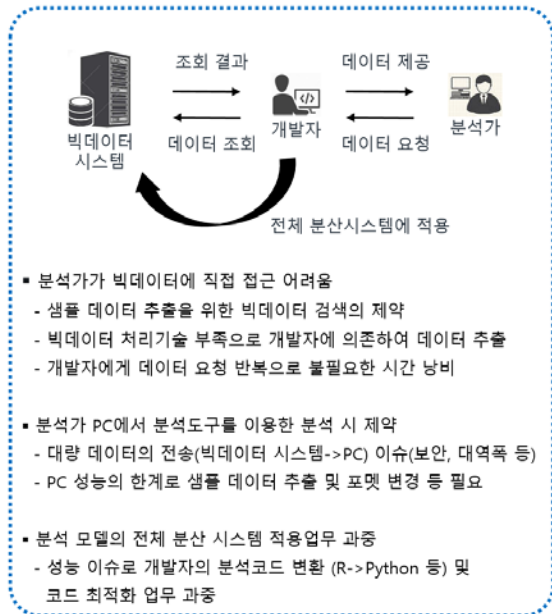 조회 결과
데이터 제공
</>
빅데이터
시스템
데이터 조회
개발자
데이터 요청
분석가
전체 분산시스템에 적용
▪ 분석가가 빅데이터에 직접 접근 어려움
- 샘플 데이터 추출을 위한 빅데이터 검색의 제약
- 빅데이터 처리기술 부족으로 개발자에 의존하여 데이터 추출
- 개발자에게 데이터 요청 반복으로 불필요한 시간 낭비
▪ 분석가 PC에서 분석도구를 이용한 분석 시 제약
- 대량 데이터의 전송(빅데이터 시스템->PC) 이슈(보안, 대역폭 등)
- PC 성능의 한계로 샘플 데이터 추출 및 포멧 변경 등 필요
▪ 분석 모델의 전체 분산 시스템 적용업무 과중
- 성능 이슈로 개발자의 분석코드 변환 (R->Python 등) 및
코드 최적화 업무 과중